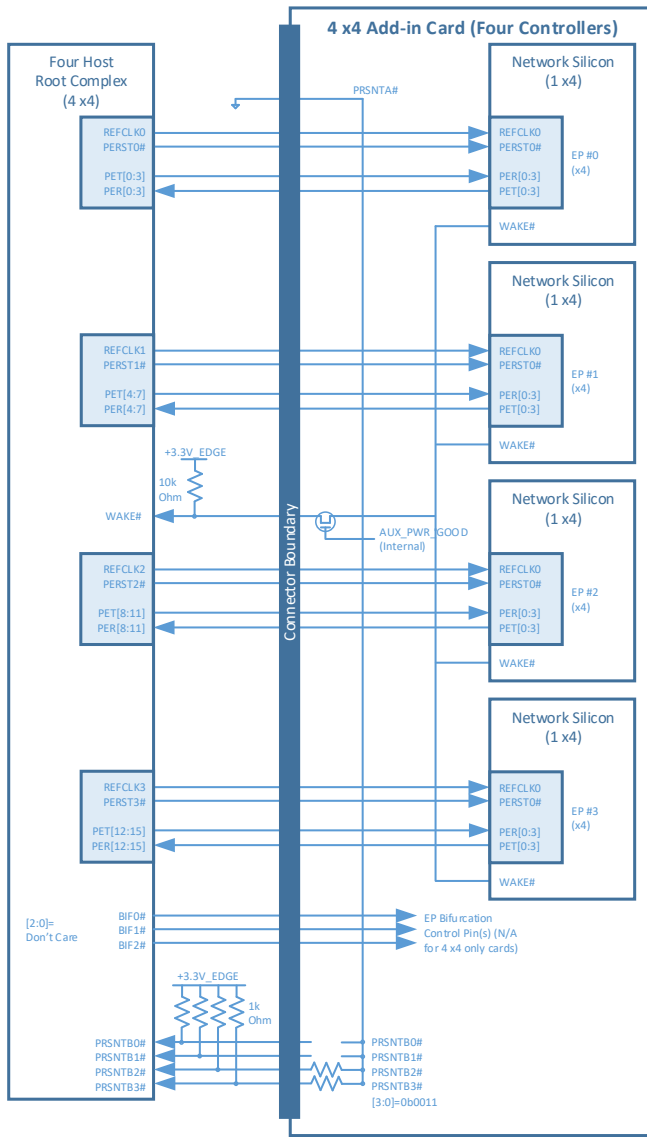 4 x4 Add-in Card (Four Controllers)
Four Host
Root Complex
(4 x4)
PRSNTA#
Network Silicon
(1 x4)
REFCLK0
PERST0#
PET[0:3]
PER[0:3]
REFCLK0
PERST0#
PER[0:3]
PET[0:3]
EP #0
(x4)
WAKE#
Network Silicon
(1 x4)
REFCLK1
PERST1#
PET[4:7]
PER[4:7]
REFCLK0
PERST0#
PER[0:3]
PET[0:3]
EP #1
(x4)
WAKE#
+3.3V_EDGE
10k
Ohm
WAKE#
AUX_PWR_GOOD
(Internal)
Connector Boundary
Network Silicon
(1 x4)
REFCLK2
PERST2#
PET[8:11]
PER[8:11]
REFCLK0
PERST0#
PER[0:3]
PET[0:3]
EP #2
(x4)
WAKE#
Network Silicon
(1 x4)
REFCLK3
PERST3#
PET[12:15]
PER[12:15]
REFCLK0
PERST0#
PER[0:3]
PET[0:3]
EP #3
(x4)
WAKE#
[2:0]=
Don't Care
BIF0#
BIF1#
BIF2#
EP Bifurcation
Control Pin(s) (N/A
for 4 x4 only cards)
+3.3V_EDGE
1k
Ohm
PRSNTB0#
PRSNTB1#
PRSNTB2#
PRSNTB3#
PRSNTB0#
PRSNTB1#
PRSNTB2#
PRSNTB3#
[3:0]=0b0011